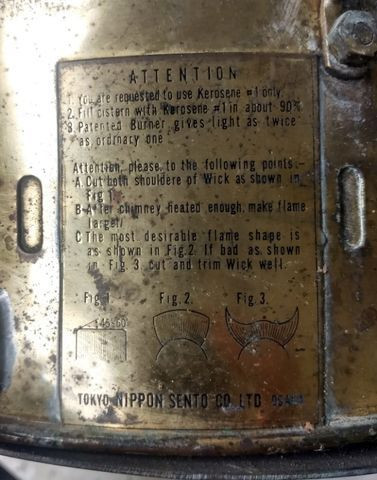 ATTENTION
1. You are requested to use Kerosene #1 only.
2. Fill cistern with Kerosene #1 in about 90%.
3. Patented Burner, gives light as twice
as ordinary one
Attention, please, to the following points:-
A. Cut both shouldere of Wick as shown in
Fig 1.
B. After chimney heated enough, make flame
larger.
C. The most desirable flame shape is
as shown in Fig. 2. If bad as shown
in Fig. 3. cut and trim Wick well.
Fig. 1. Fig. 2. Fig. 3.
TOKYO NIPPON SENTO CO., LTD OSAKA